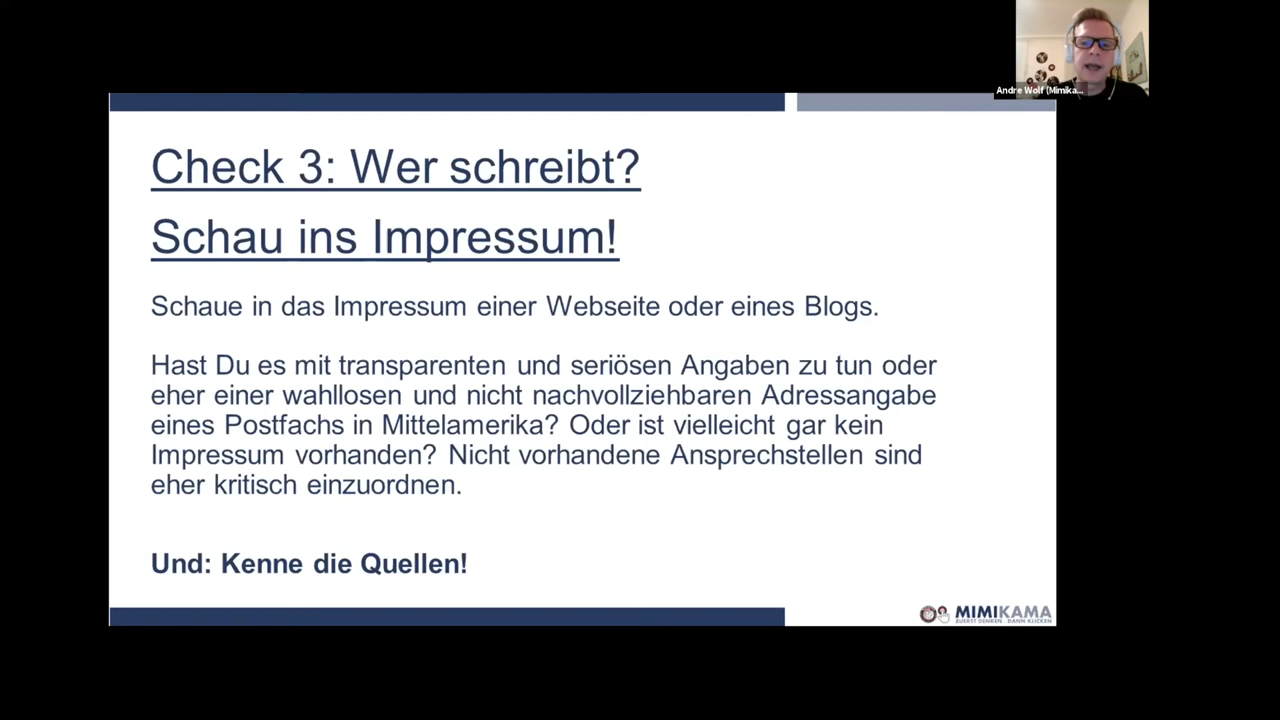 Andre Wolf (Mimika...
Check 3: Wer schreibt?
Schau ins Impressum!
Schaue in das Impressum einer Webseite oder eines Blogs.
Hast Du es mit transparenten und seriösen Angaben zu tun oder
eher einer wahllosen und nicht nachvollziehbaren Adressangabe
eines Postfachs in Mittelamerika? Oder ist vielleicht gar kein
Impressum vorhanden? Nicht vorhandene Ansprechstellen sind
eher kritisch einzuordnen.
Und: Kenne die Quellen!
MIMIKAMA
ZUERST DENKEN - DANN KLICKEN